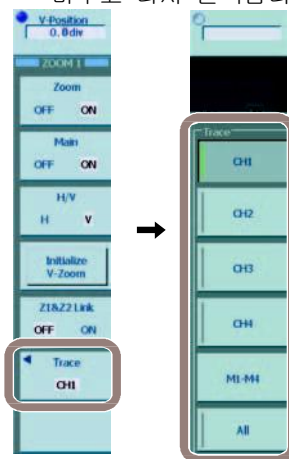 V-Position
0.0div
ZOOM 1
Zoom
OFF ON
Main
OFF ON
H/V
H V
Initialize
V-Zoom
Z1&Z2 Link
OFF ON
Trace
CH1
Trace
CH1
CH2
CH3
CH4
M1-M4
All